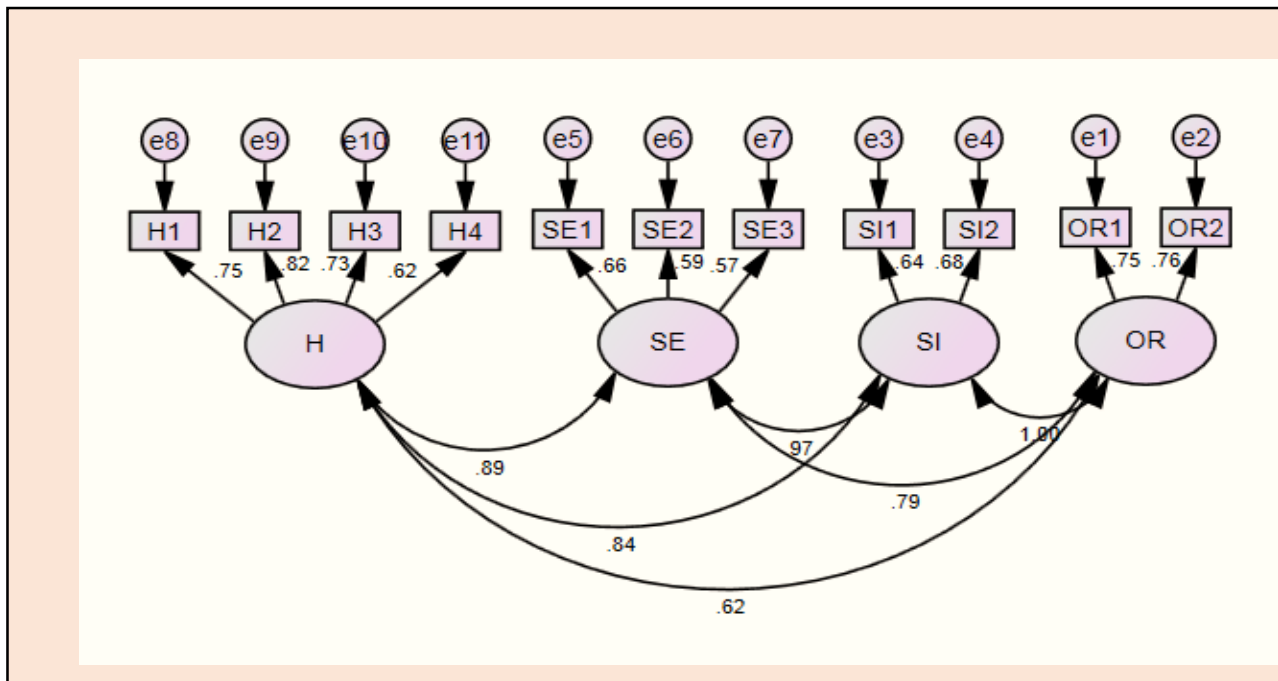 e8 e9 e10 e11 e5 e6 e7 e3 e4 e1 e2
H1 H2 H3 H4 SE1 SE2 SE3 SI1 SI2 OR1 OR2
.75 .82 .73 .62 .66 .59 .57 .64 .68 .75 .76
H SE SI OR
1.00
.89 .97
.79
.84
.62